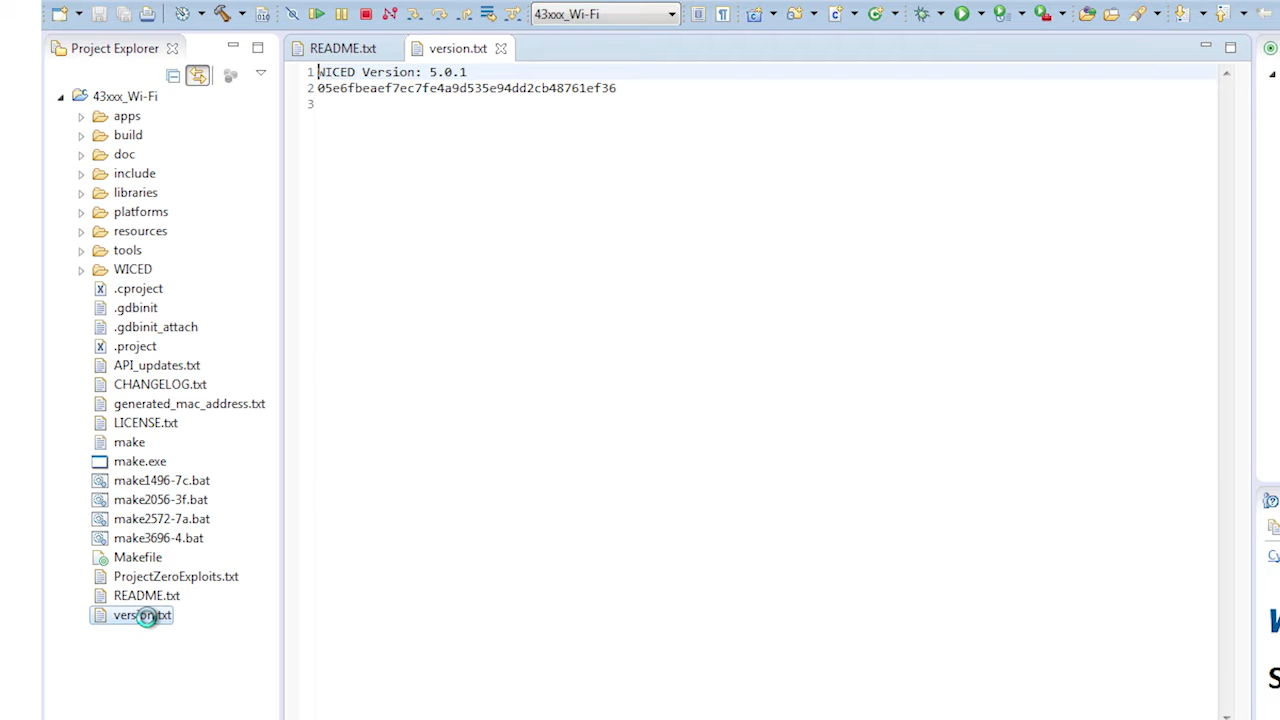 43xxx_Wi-Fi
Project Explorer
README.txt
version.txt
1 WICED Version: 5.0.1
2 05e6fbeaef7ec7fe4a9d535e94dd2cb48761ef36
3
43xxx_Wi-Fi
apps
build
doc
include
libraries
platforms
resources
tools
WICED
.cproject
.gdbinit
.gdbinit_attach
.project
API_updates.txt
CHANGELOG.txt
generated_mac_address.txt
LICENSE.txt
make
make.exe
make1496-7c.bat
make2056-3f.bat
make2572-7a.bat
make3696-4.bat
Makefile
ProjectZeroExploits.txt
README.txt
version.txt
Cy
S